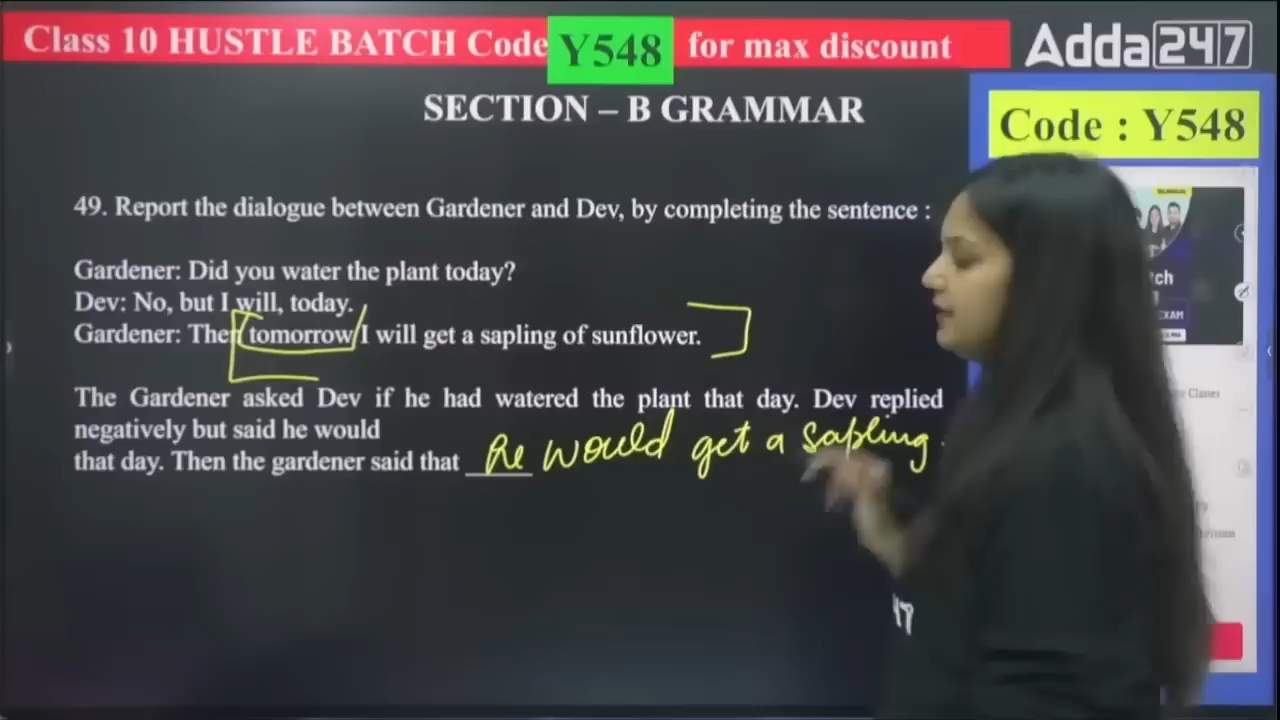 Class 10 HUSTLE BATCH Code Y548 for max discount
Adda247
SECTION – B GRAMMAR
Code : Y548
49. Report the dialogue between Gardener and Dev, by completing the sentence :
Gardener: Did you water the plant today?
Dev: No, but I will, today.
Gardener: Then tomorrow I will get a sapling of sunflower.
The Gardener asked Dev if he had watered the plant that day. Dev replied
negatively but said he would
that day. Then the gardener said that ____ he would get a sapling